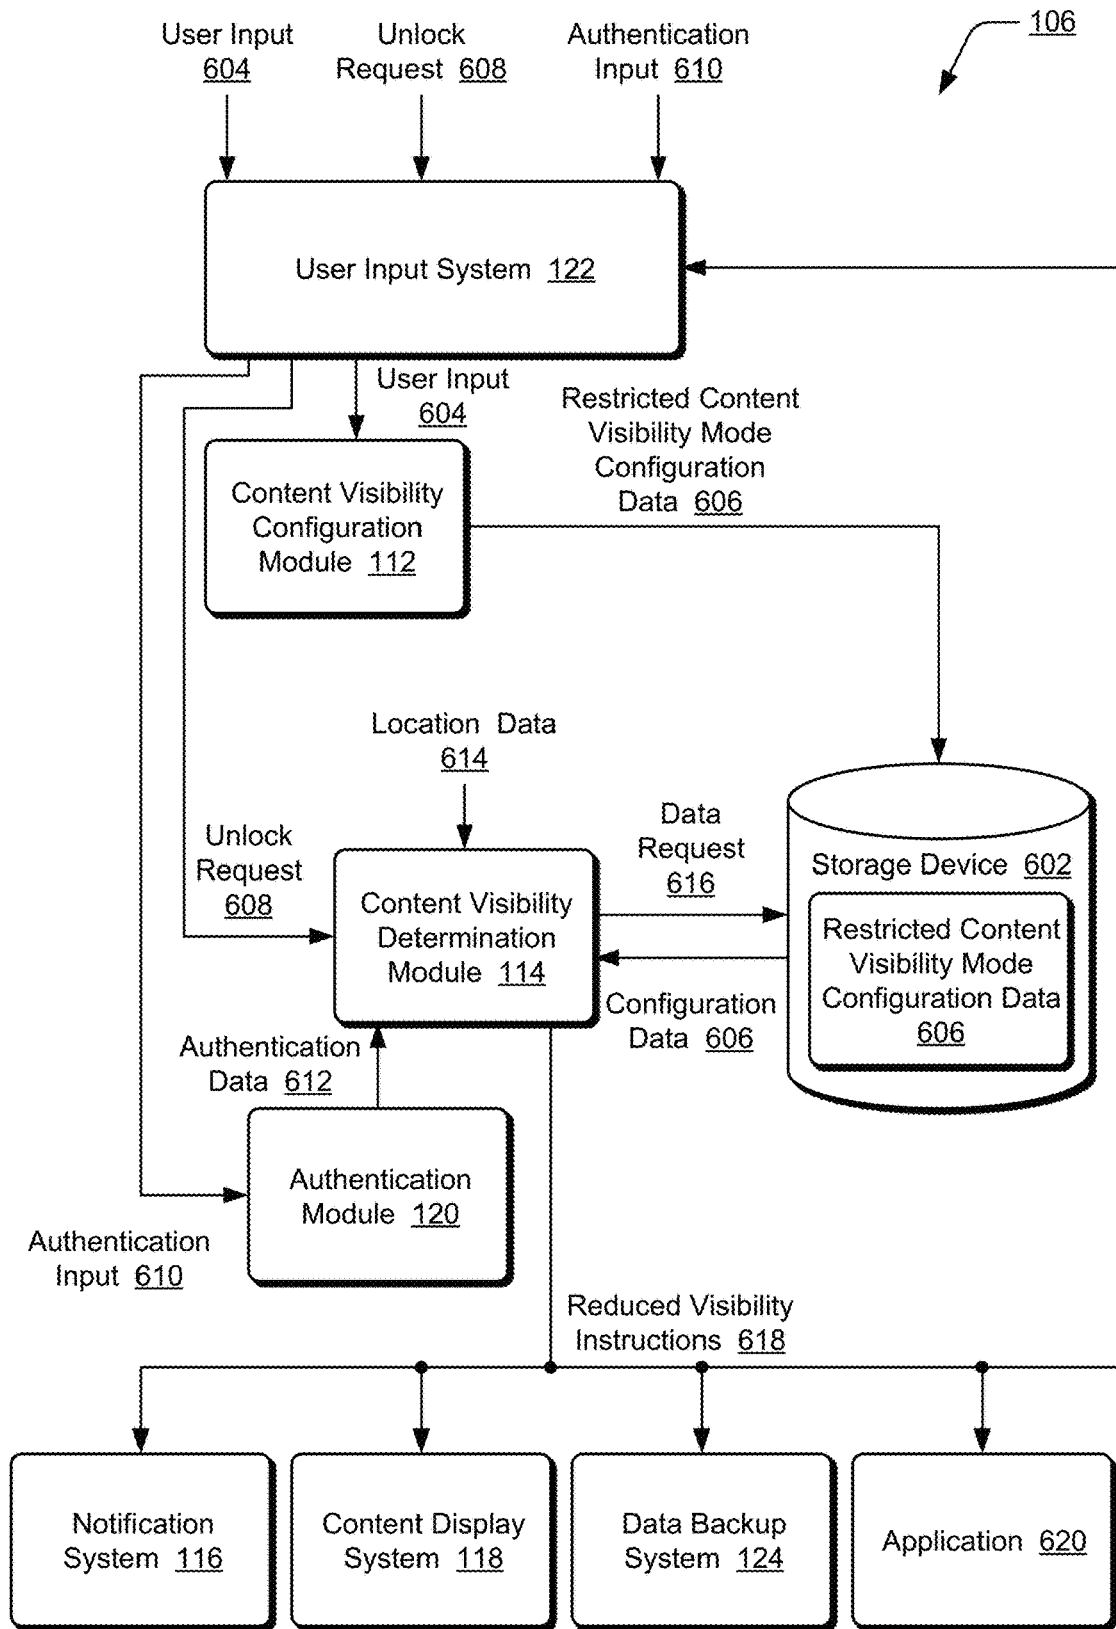 106
User Input
604
Unlock
Request 608
Authentication
Input 610
User Input System 122
User Input
604
Restricted Content
Visibility Mode
Configuration
Data 606
Content Visibility
Configuration
Module 112
Location Data
614
Unlock
Request
608
Content Visibility
Determination
Module 114
Data
Request
616
Configuration
Data 606
Storage Device 602
Restricted Content
Visibility Mode
Configuration Data
606
Authentication
Data 612
Authentication
Module 120
Authentication
Input 610
Reduced Visibility
Instructions 618
Notification
System 116
Content Display
System 118
Data Backup
System 124
Application 620